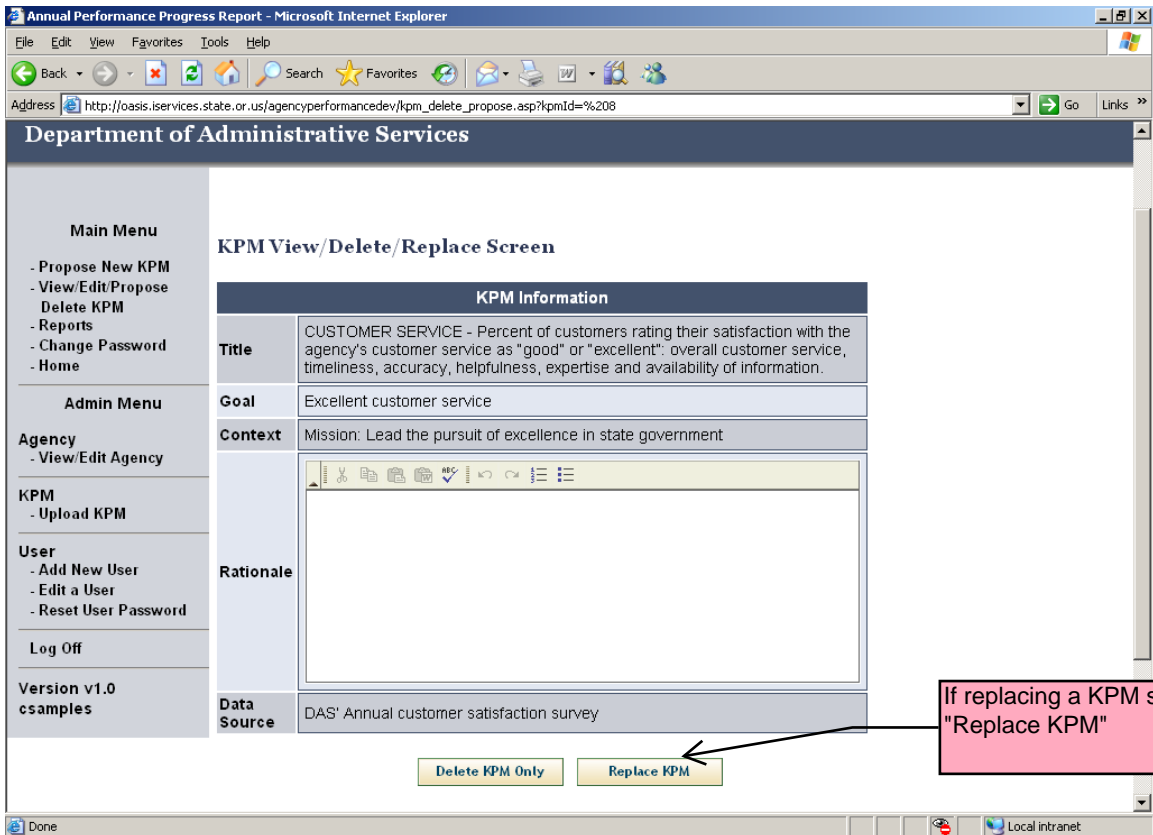 Annual Performance Progress Report - Microsoft Internet Explorer
File Edit View Favorites Tools Help
Back Search Favorites
Address http://oasis.iservices.state.or.us/agencyperformancedev/kpm_delete_propose.asp?kpmId=%208 Go Links »
Department of Administrative Services
Main Menu
- Propose New KPM
- View/Edit/Propose
Delete KPM
- Reports
- Change Password
- Home
Admin Menu
Agency
- View/Edit Agency
KPM
- Upload KPM
User
- Add New User
- Edit a User
- Reset User Password
Log Off
Version v1.0
csamples
KPM View/Delete/Replace Screen
KPM Information
Title
CUSTOMER SERVICE - Percent of customers rating their satisfaction with the
agency's customer service as "good" or "excellent": overall customer service,
timeliness, accuracy, helpfulness, expertise and availability of information.
Goal
Excellent customer service
Context
Mission: Lead the pursuit of excellence in state government
ABC
Rationale
Data
Source
DAS' Annual customer satisfaction survey
Delete KPM Only
Replace KPM
If replacing a KPM s
"Replace KPM"
Done
Local intranet